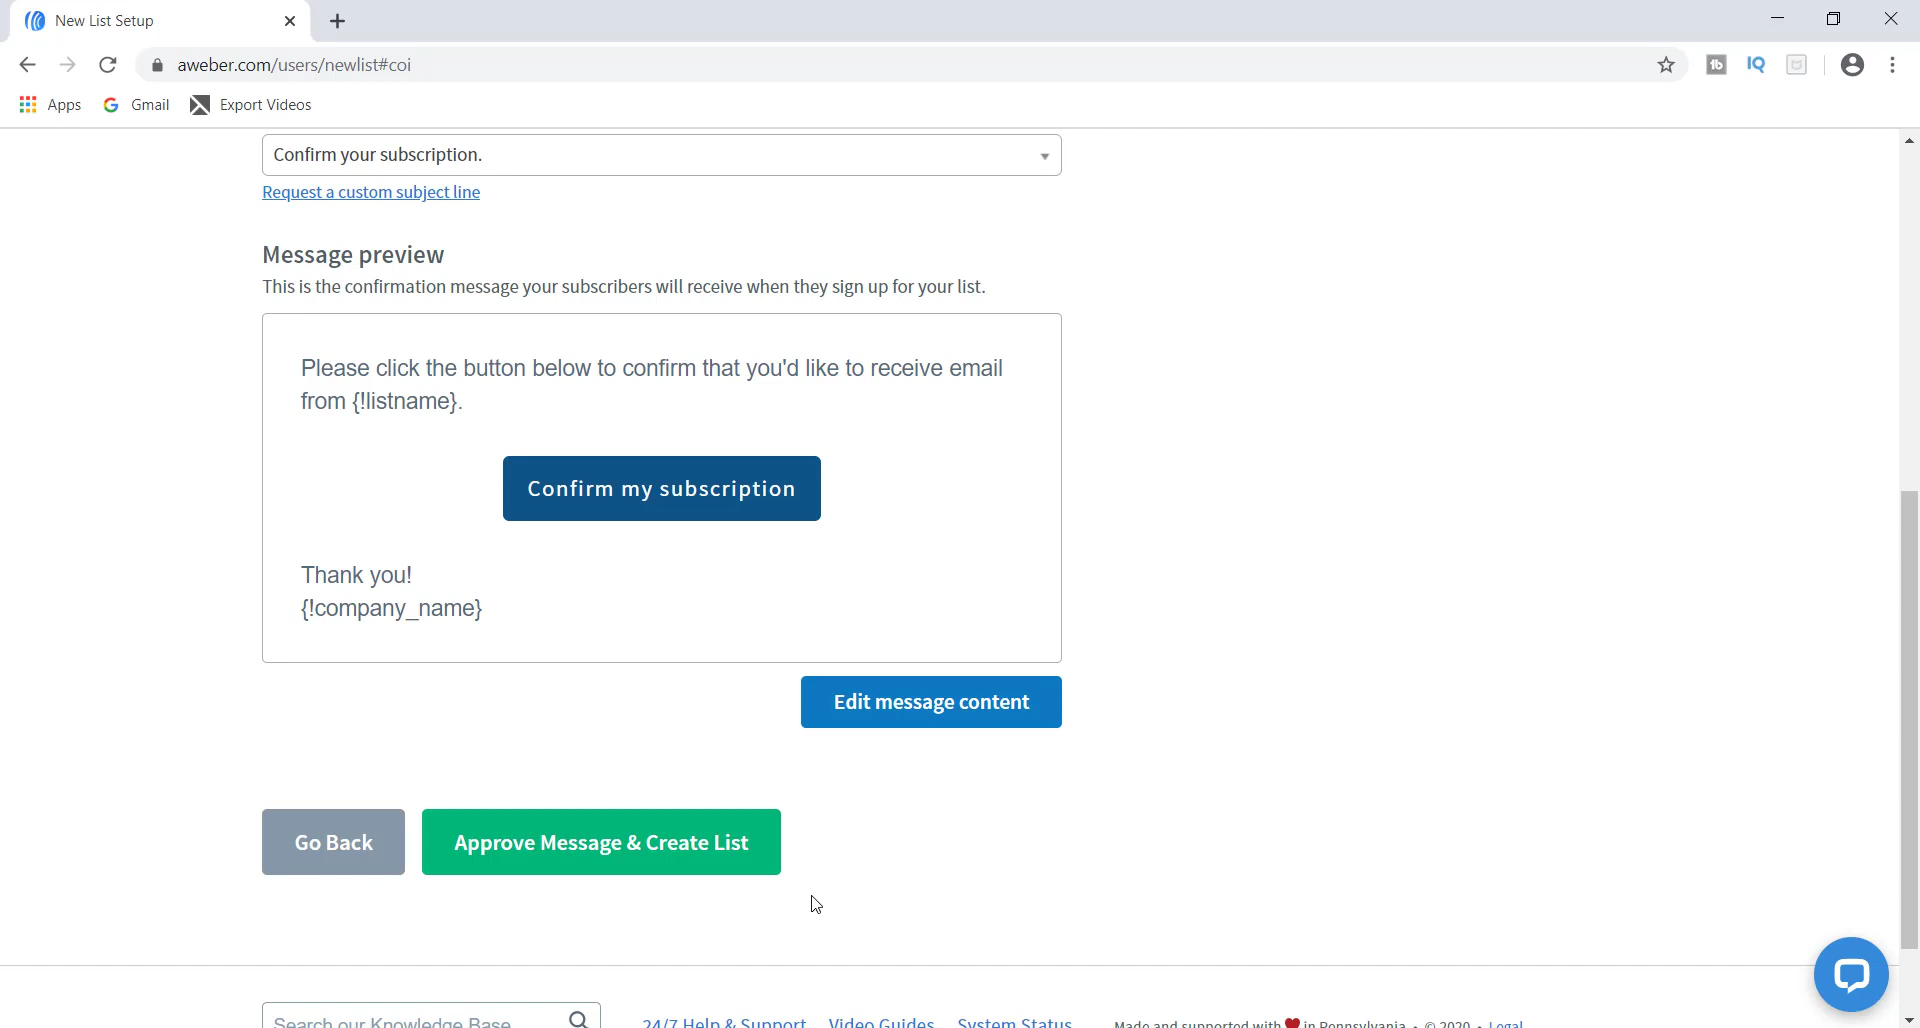 New List Setup
aweber.com/users/newlist#coi
tb
IQ
Apps
Gmail
Export Videos
Confirm your subscription.
Request a custom subject line
Message preview
This is the confirmation message your subscribers will receive when they sign up for your list.
Please click the button below to confirm that you'd like to receive email
from {!listname}.
Confirm my subscription
Thank you!
{!company_name}
Edit message content
Go Back
Approve Message & Create List
Search our Knowledge Base
24/7 Help & Support
Video Guides
System Status
Made and supported with ❤ in Pennsylvania • © 2020 • Legal